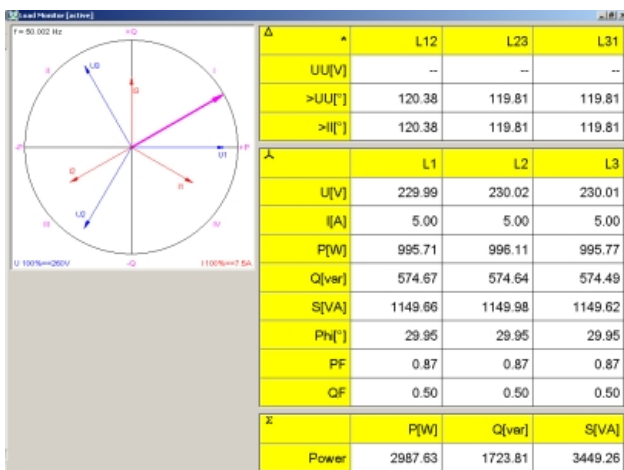 Load Monitor [active]
f = 50.002 Hz
+Q
II
I
U3
I3
-P
+P
U1
I2
I1
U2
III
IV
-Q
U 100%==260V
I 100%==7.5A
Δ L12 L23 L31
UU[V] -- -- --
>UU[°] 120.38 119.81 119.81
>II[°] 120.38 119.81 119.81
L1 L2 L3
U[V] 229.99 230.02 230.01
I[A] 5.00 5.00 5.00
P[W] 995.71 996.11 995.77
Q[var] 574.67 574.64 574.49
S[VA] 1149.66 1149.98 1149.62
Phi[°] 29.95 29.95 29.95
PF 0.87 0.87 0.87
QF 0.50 0.50 0.50
Σ P[W] Q[var] S[VA]
Power 2987.63 1723.81 3449.26